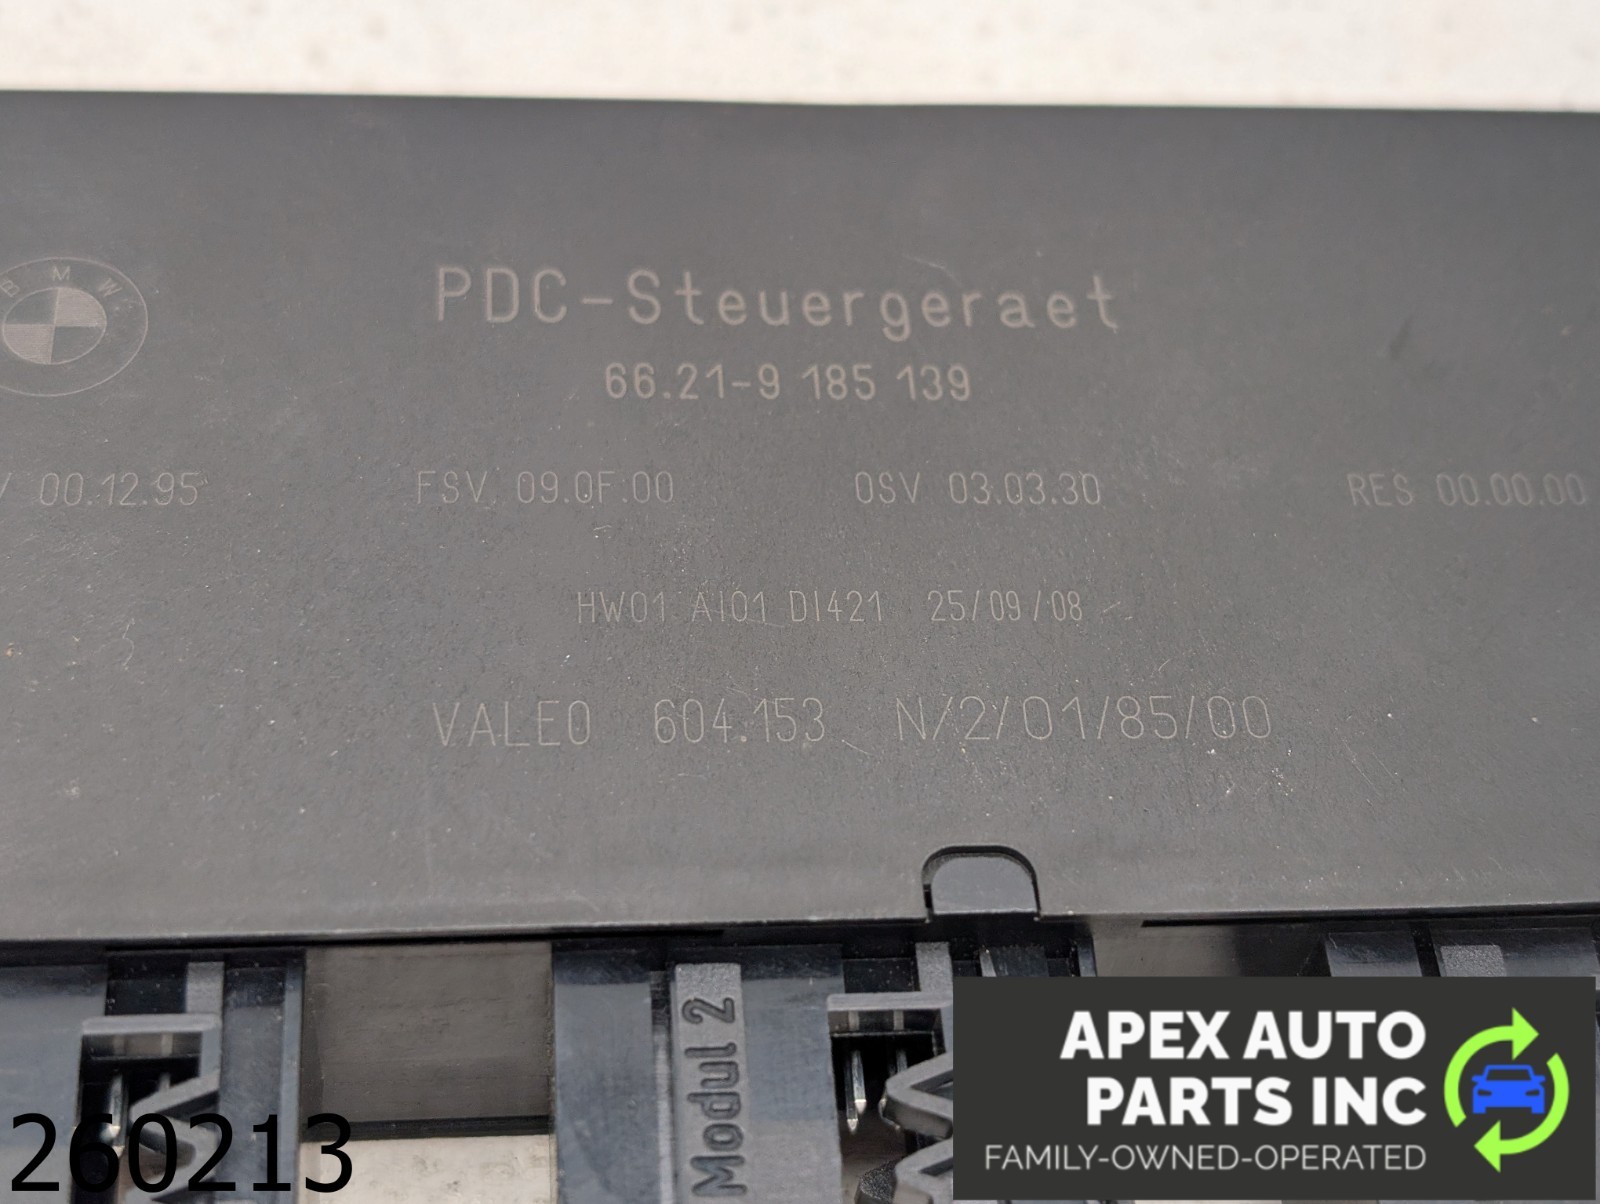 BMW
PDC-Steuergeraet
66.21-9 185 139
00.12.95 FSV 09.0F.00 OSV 03.03.30 RES 00.00.00
HW01 AI01 DI421 25/09/08
VALEO 604.153 N/2/01/85/00
Modul 2
APEX AUTO
PARTS INC
FAMILY-OWNED-OPERATED
260213